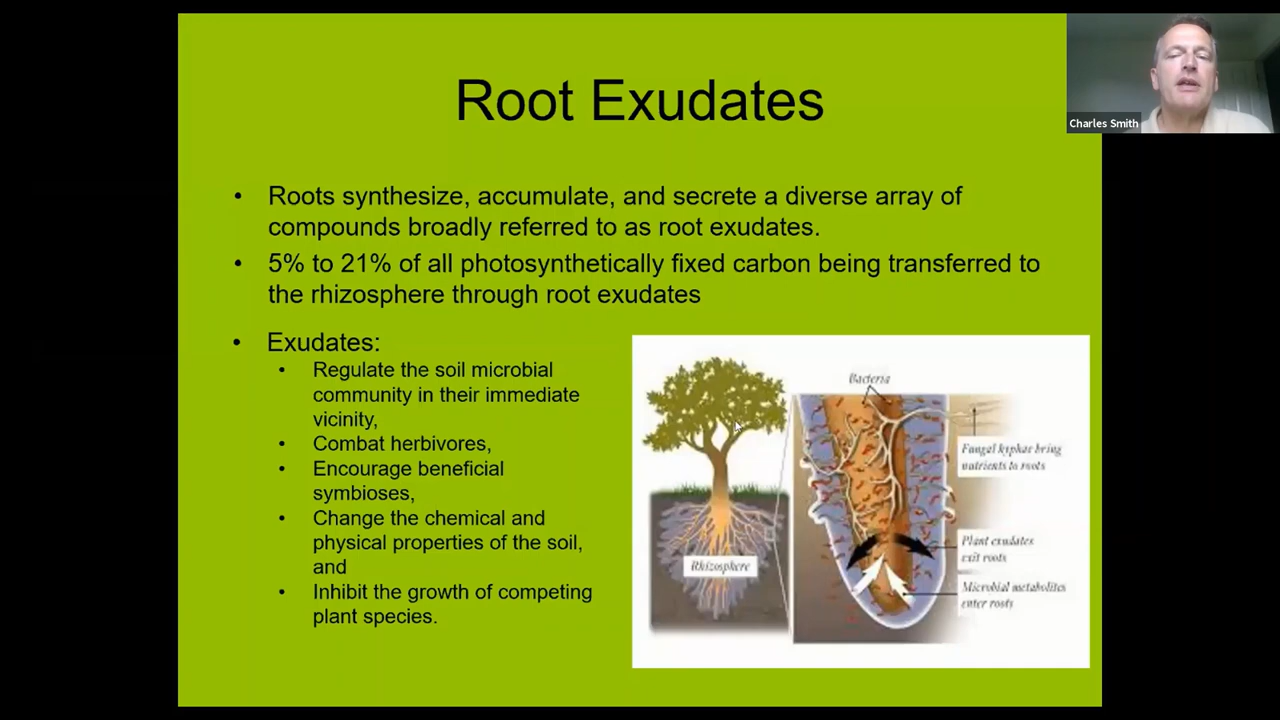 Root Exudates
Charles Smith
• Roots synthesize, accumulate, and secrete a diverse array of
compounds broadly referred to as root exudates.
• 5% to 21% of all photosynthetically fixed carbon being transferred to
the rhizosphere through root exudates
• Exudates:
• Regulate the soil microbial
community in their immediate
vicinity,
• Combat herbivores,
• Encourage beneficial
symbioses,
• Change the chemical and
physical properties of the soil,
and
• Inhibit the growth of competing
plant species.
Bacteria
Fungal hyphae bring
nutrients to roots
Plant exudates
exit roots
Rhizosphere
Microbial metabolites
enter roots